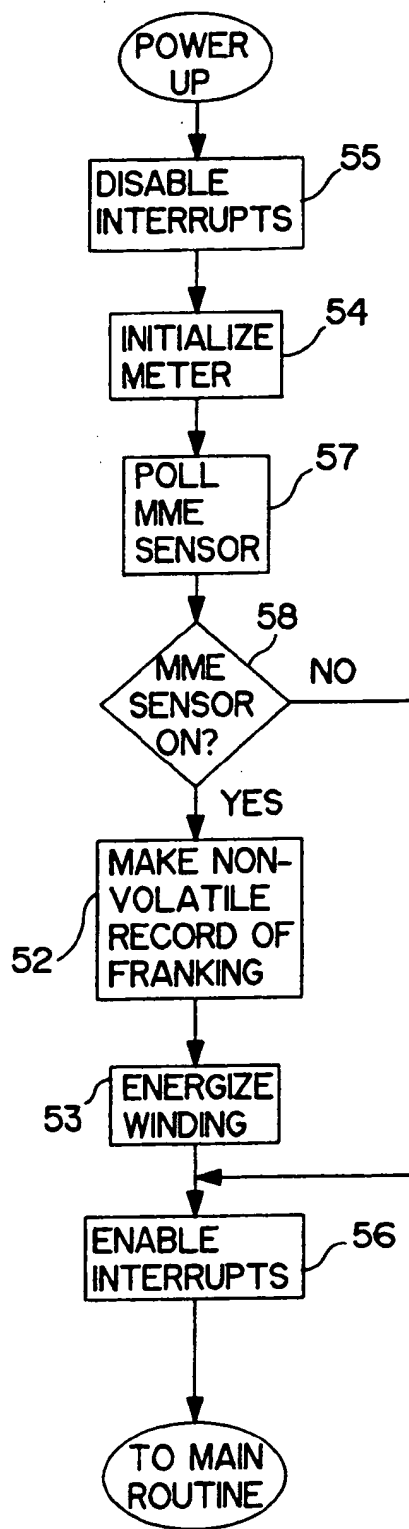 POWER
UP
55
DISABLE
INTERRUPTS
54
INITIALIZE
METER
57
POLL
MME
SENSOR
58
MME
SENSOR
ON?
NO
YES
MAKE NON-
VOLATILE
RECORD OF
FRANKING
52
53
ENERGIZE
WINDING
ENABLE
INTERRUPTS
56
TO MAIN
ROUTINE